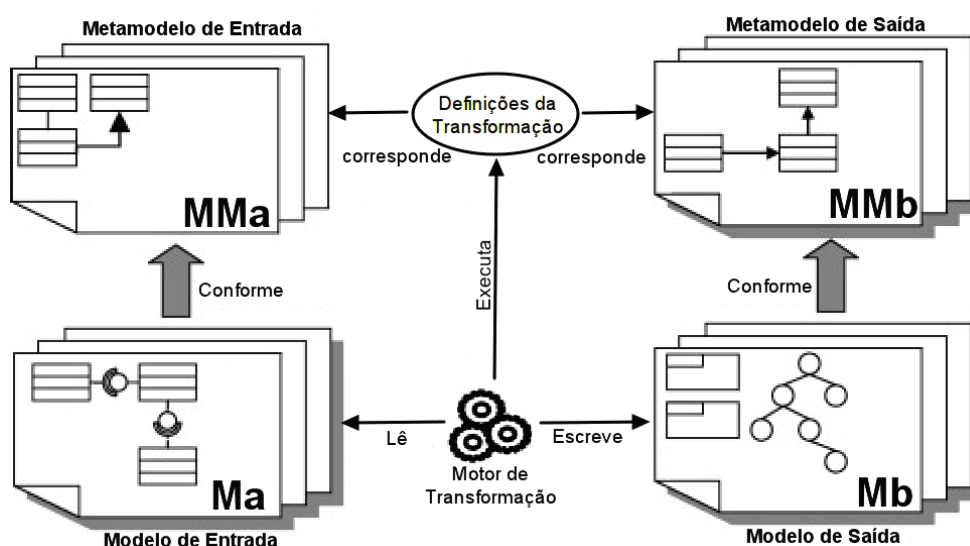 Metamodelo de Entrada
Metamodelo de Saída
Definições da
Transformação
corresponde
corresponde
MMa
MMb
Conforme
Executa
Conforme
Lê
Escreve
Motor de
Transformação
Ma
Mb
Modelo de Entrada
Modelo de Saída